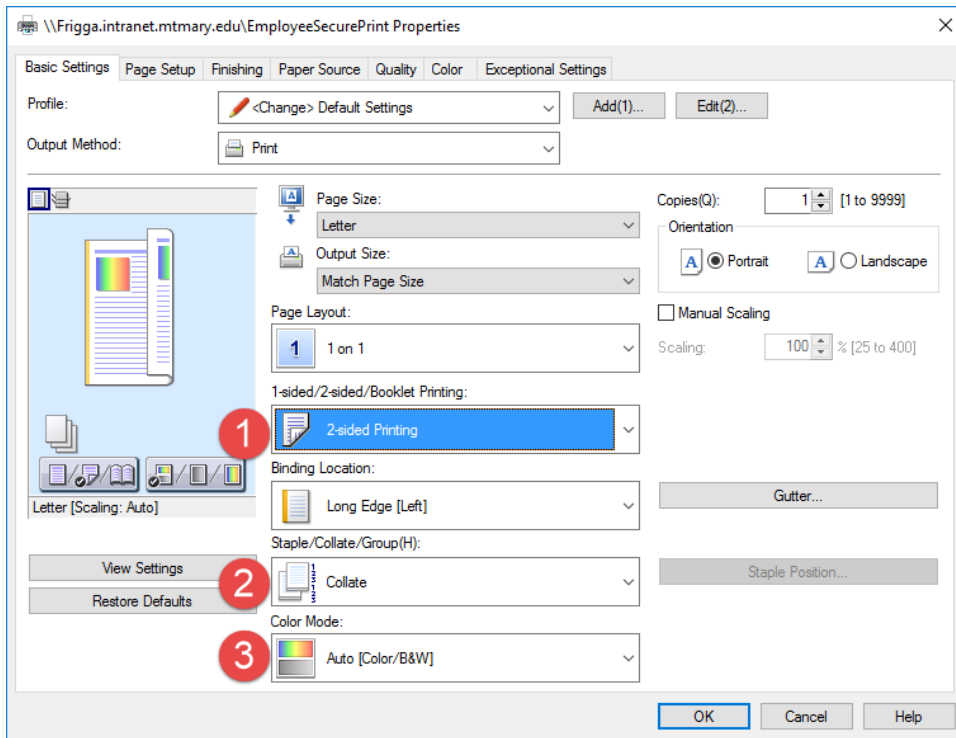 \\Frigga.intranet.mtmary.edu\EmployeeSecurePrint Properties
Basic Settings Page Setup Finishing Paper Source Quality Color Exceptional Settings
Profile: <Change> Default Settings Add(1)... Edit(2)...
Output Method: Print
Page Size:
Letter
Output Size:
Match Page Size
Page Layout:
1 1 on 1
1-sided/2-sided/Booklet Printing:
1 2-sided Printing
Binding Location:
Long Edge [Left]
Staple/Collate/Group(H):
2 Collate
Color Mode:
3 Auto [Color/B&W]
Copies(Q): 1 [1 to 9999]
Orientation
A Portrait A Landscape
Manual Scaling
Scaling: 100 % [25 to 400]
Gutter...
Staple Position...
Letter [Scaling: Auto]
View Settings
Restore Defaults
OK Cancel Help